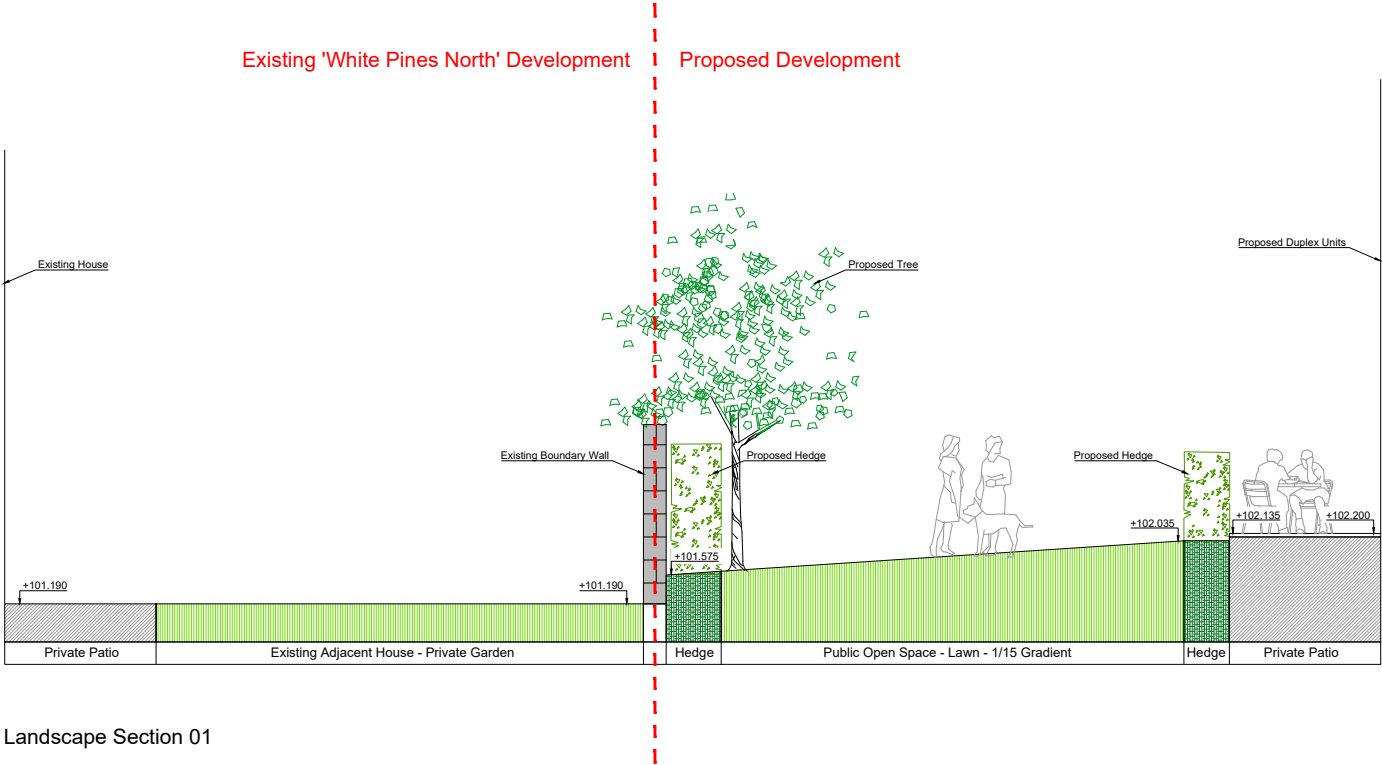 Existing 'White Pines North' Development
Proposed Development
Proposed Duplex Units
Existing House
Proposed Tree
Existing Boundary Wall
Proposed Hedge
Proposed Hedge
+102.135
+102.200
+102.035
+101.575
+101.190
+101.190
Private Patio
Existing Adjacent House - Private Garden
Hedge
Public Open Space - Lawn - 1/15 Gradient
Hedge
Private Patio
Landscape Section 01